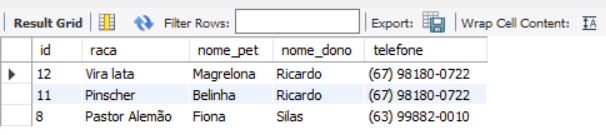 Result Grid Filter Rows: Export: Wrap Cell Content: IA
id raca nome_pet nome_dono telefone
12 Vira lata Magrelona Ricardo (67) 98180-0722
11 Pinscher Belinha Ricardo (67) 98180-0722
8 Pastor Alemão Fiona Silas (63) 99882-0010